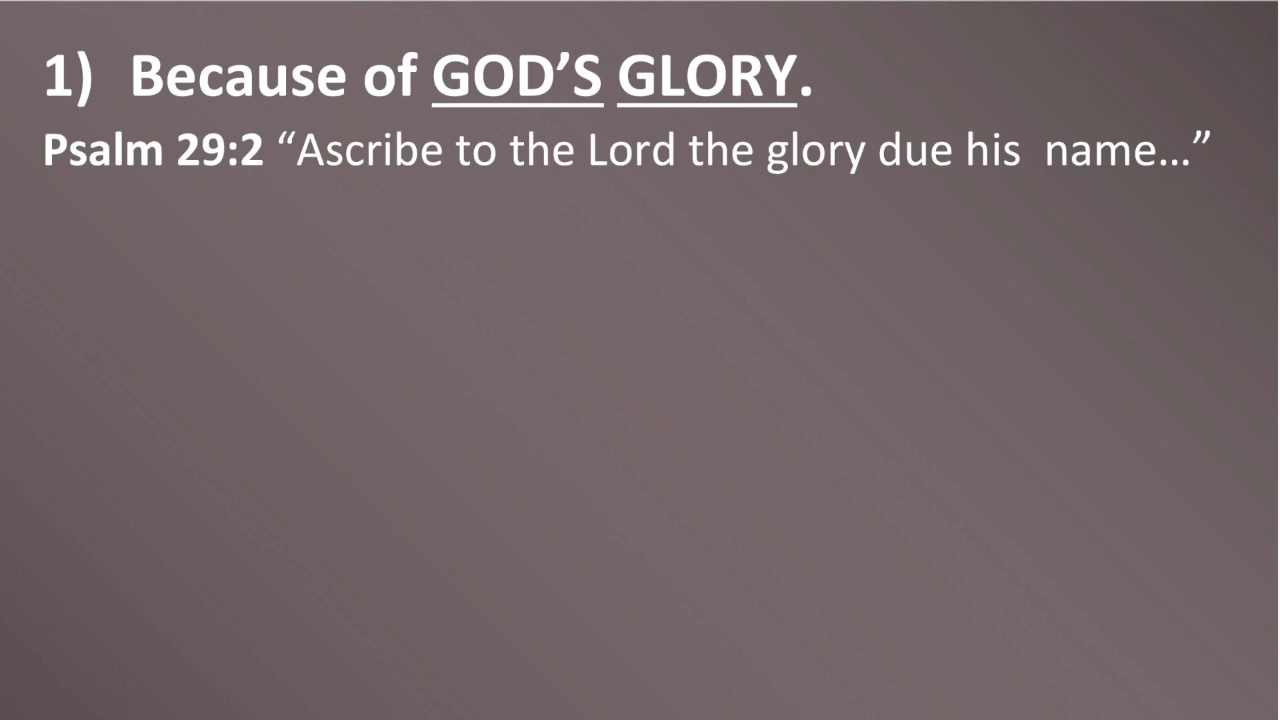 1) Because of GOD’S GLORY.
Psalm 29:2 “Ascribe to the Lord the glory due his  name…”